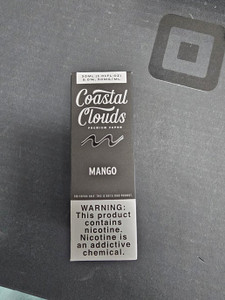 Coastal
Clouds
PREMIUM VAPOR
MANGO
WARNING:
This product
contains
nicotine.
Nicotine is
an addictive
chemical.